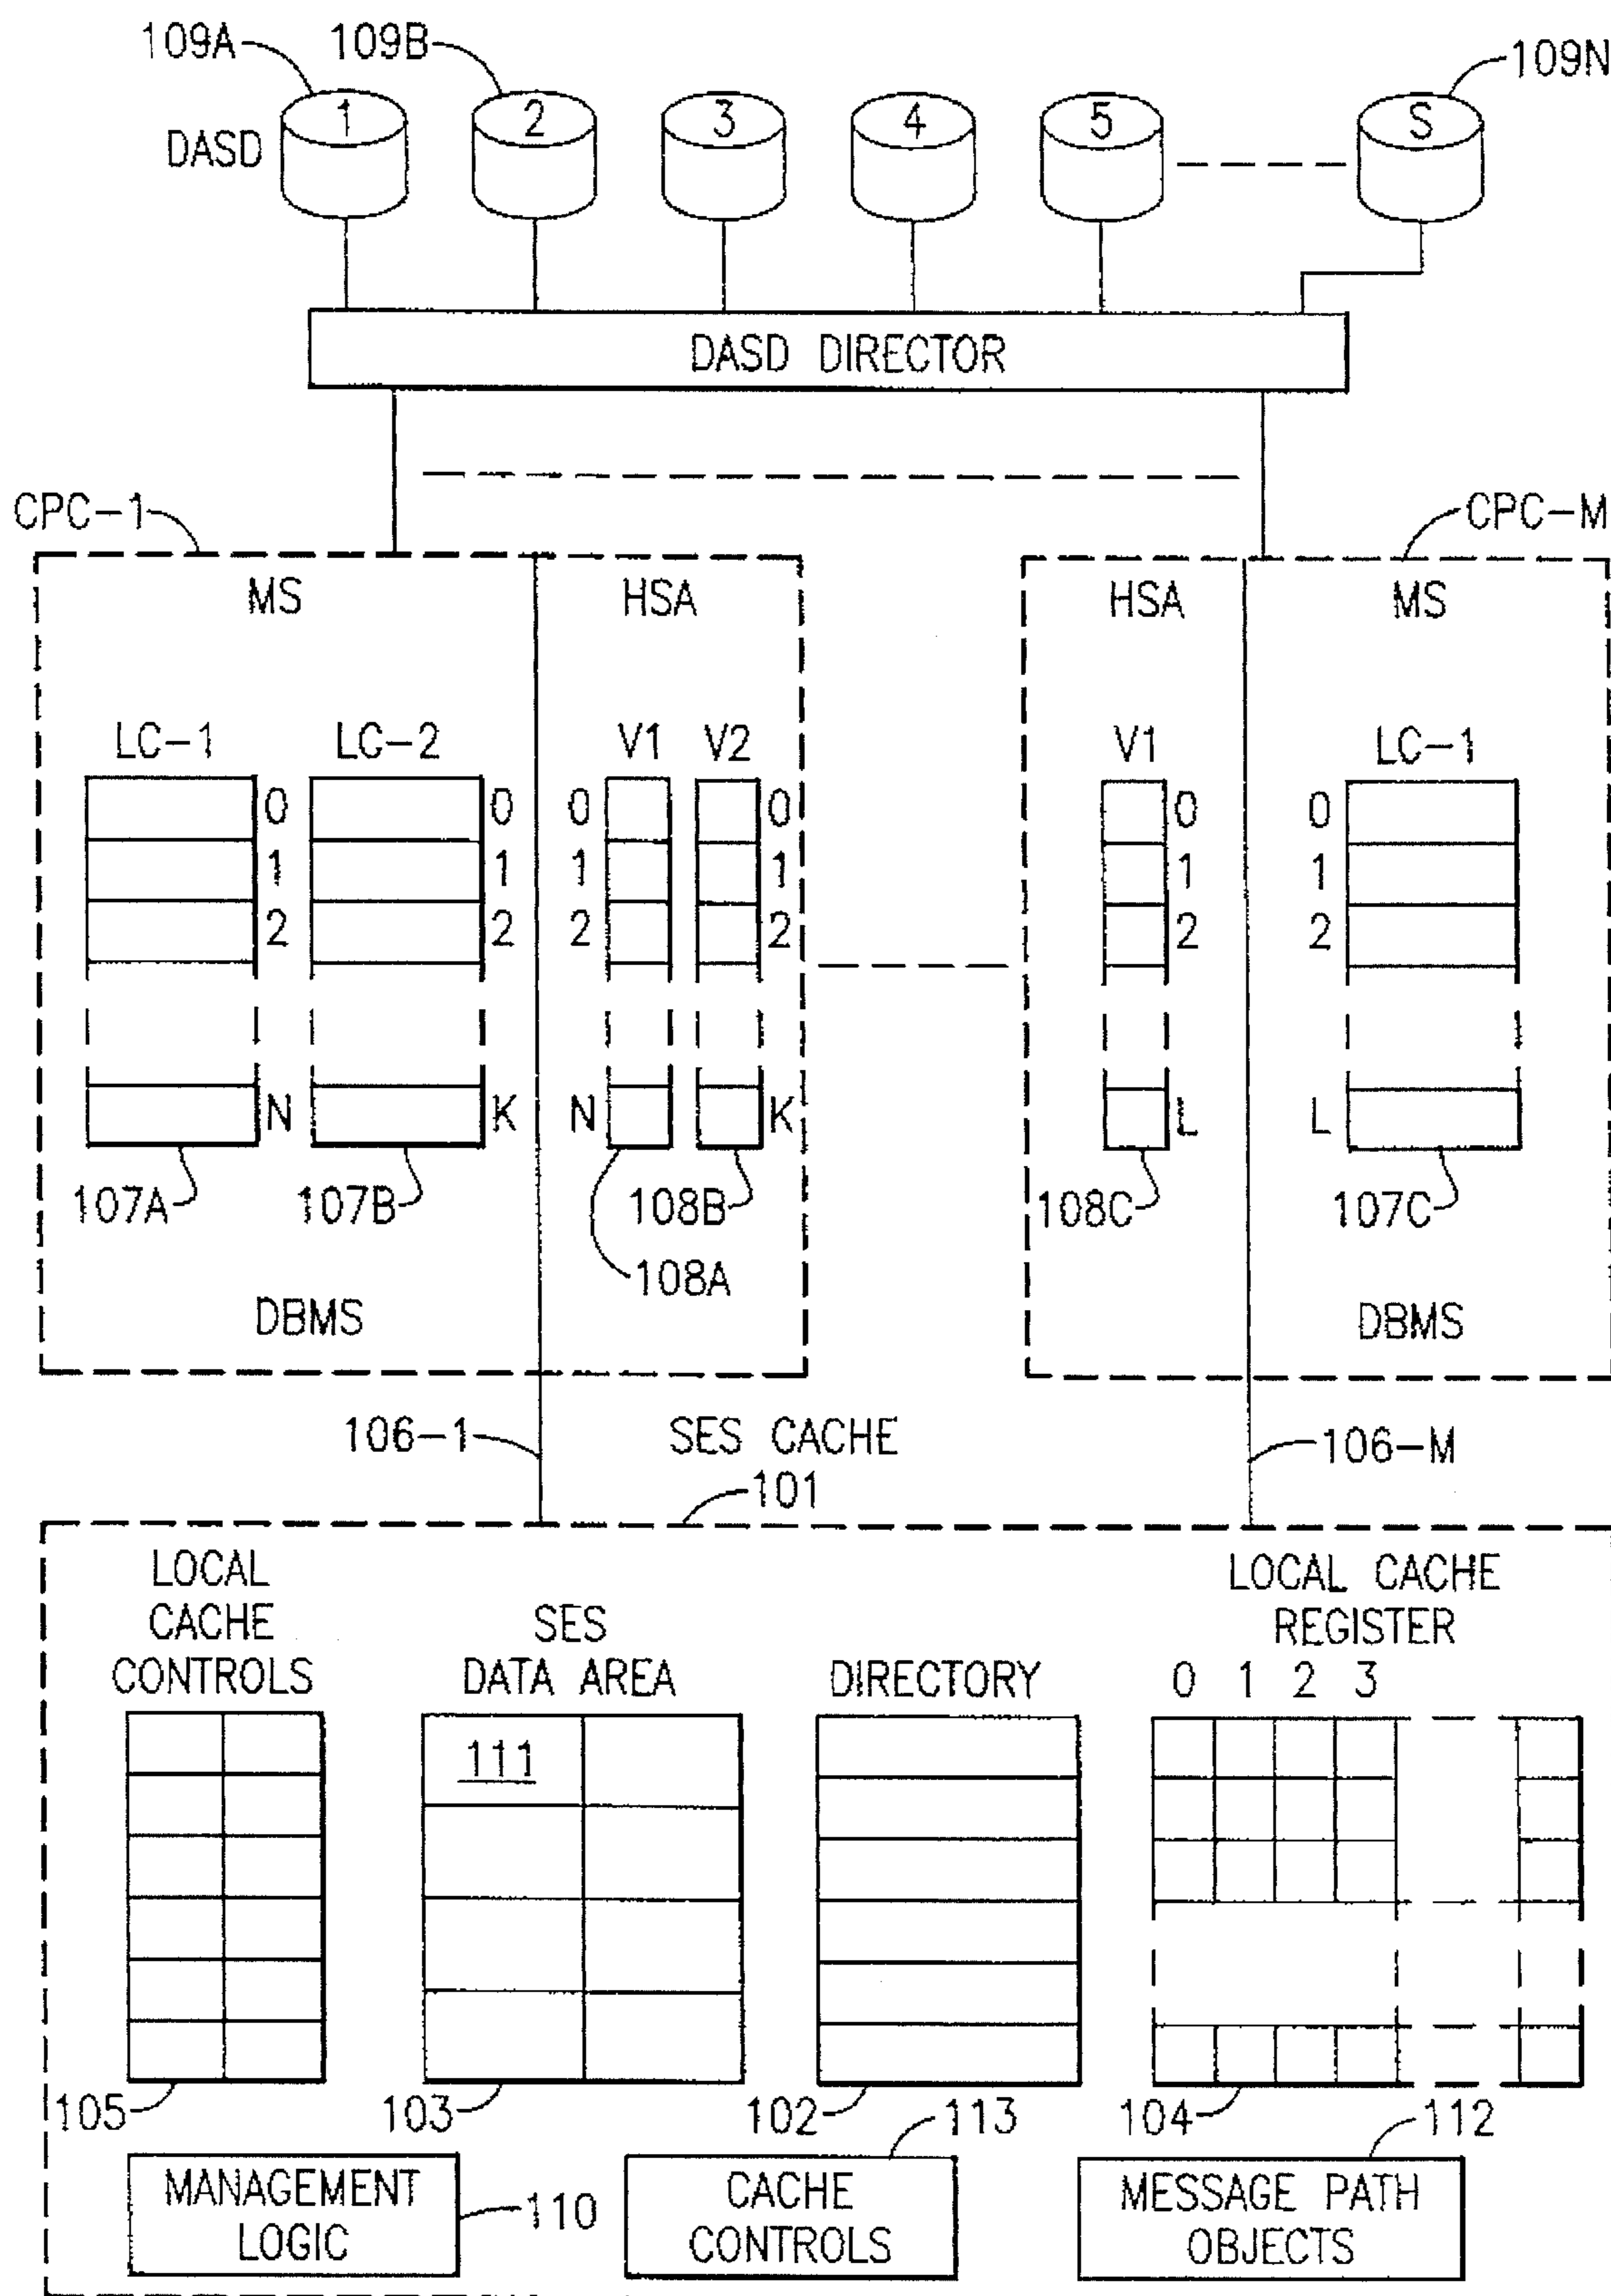 109A 109B 109N
DASD 1 2 3 4 5 S
DASD DIRECTOR
CPC-1 CPC-M
MS HSA HSA MS
LC-1 LC-2 V1 V2 V1 LC-1
0 0 0 0 0 0
1 1 1 1 1 1
2 2 2 2 2 2
N K N K L L
107A 107B 108B 108C 107C
108A
DBMS DBMS
106-1 SES CACHE 106-M
101
LOCAL
CACHE
CONTROLS
SES
DATA AREA
DIRECTORY
LOCAL CACHE
REGISTER
0 1 2 3
111
105 103 102 113 104 112
MANAGEMENT
LOGIC
110
CACHE
CONTROLS
MESSAGE PATH
OBJECTS